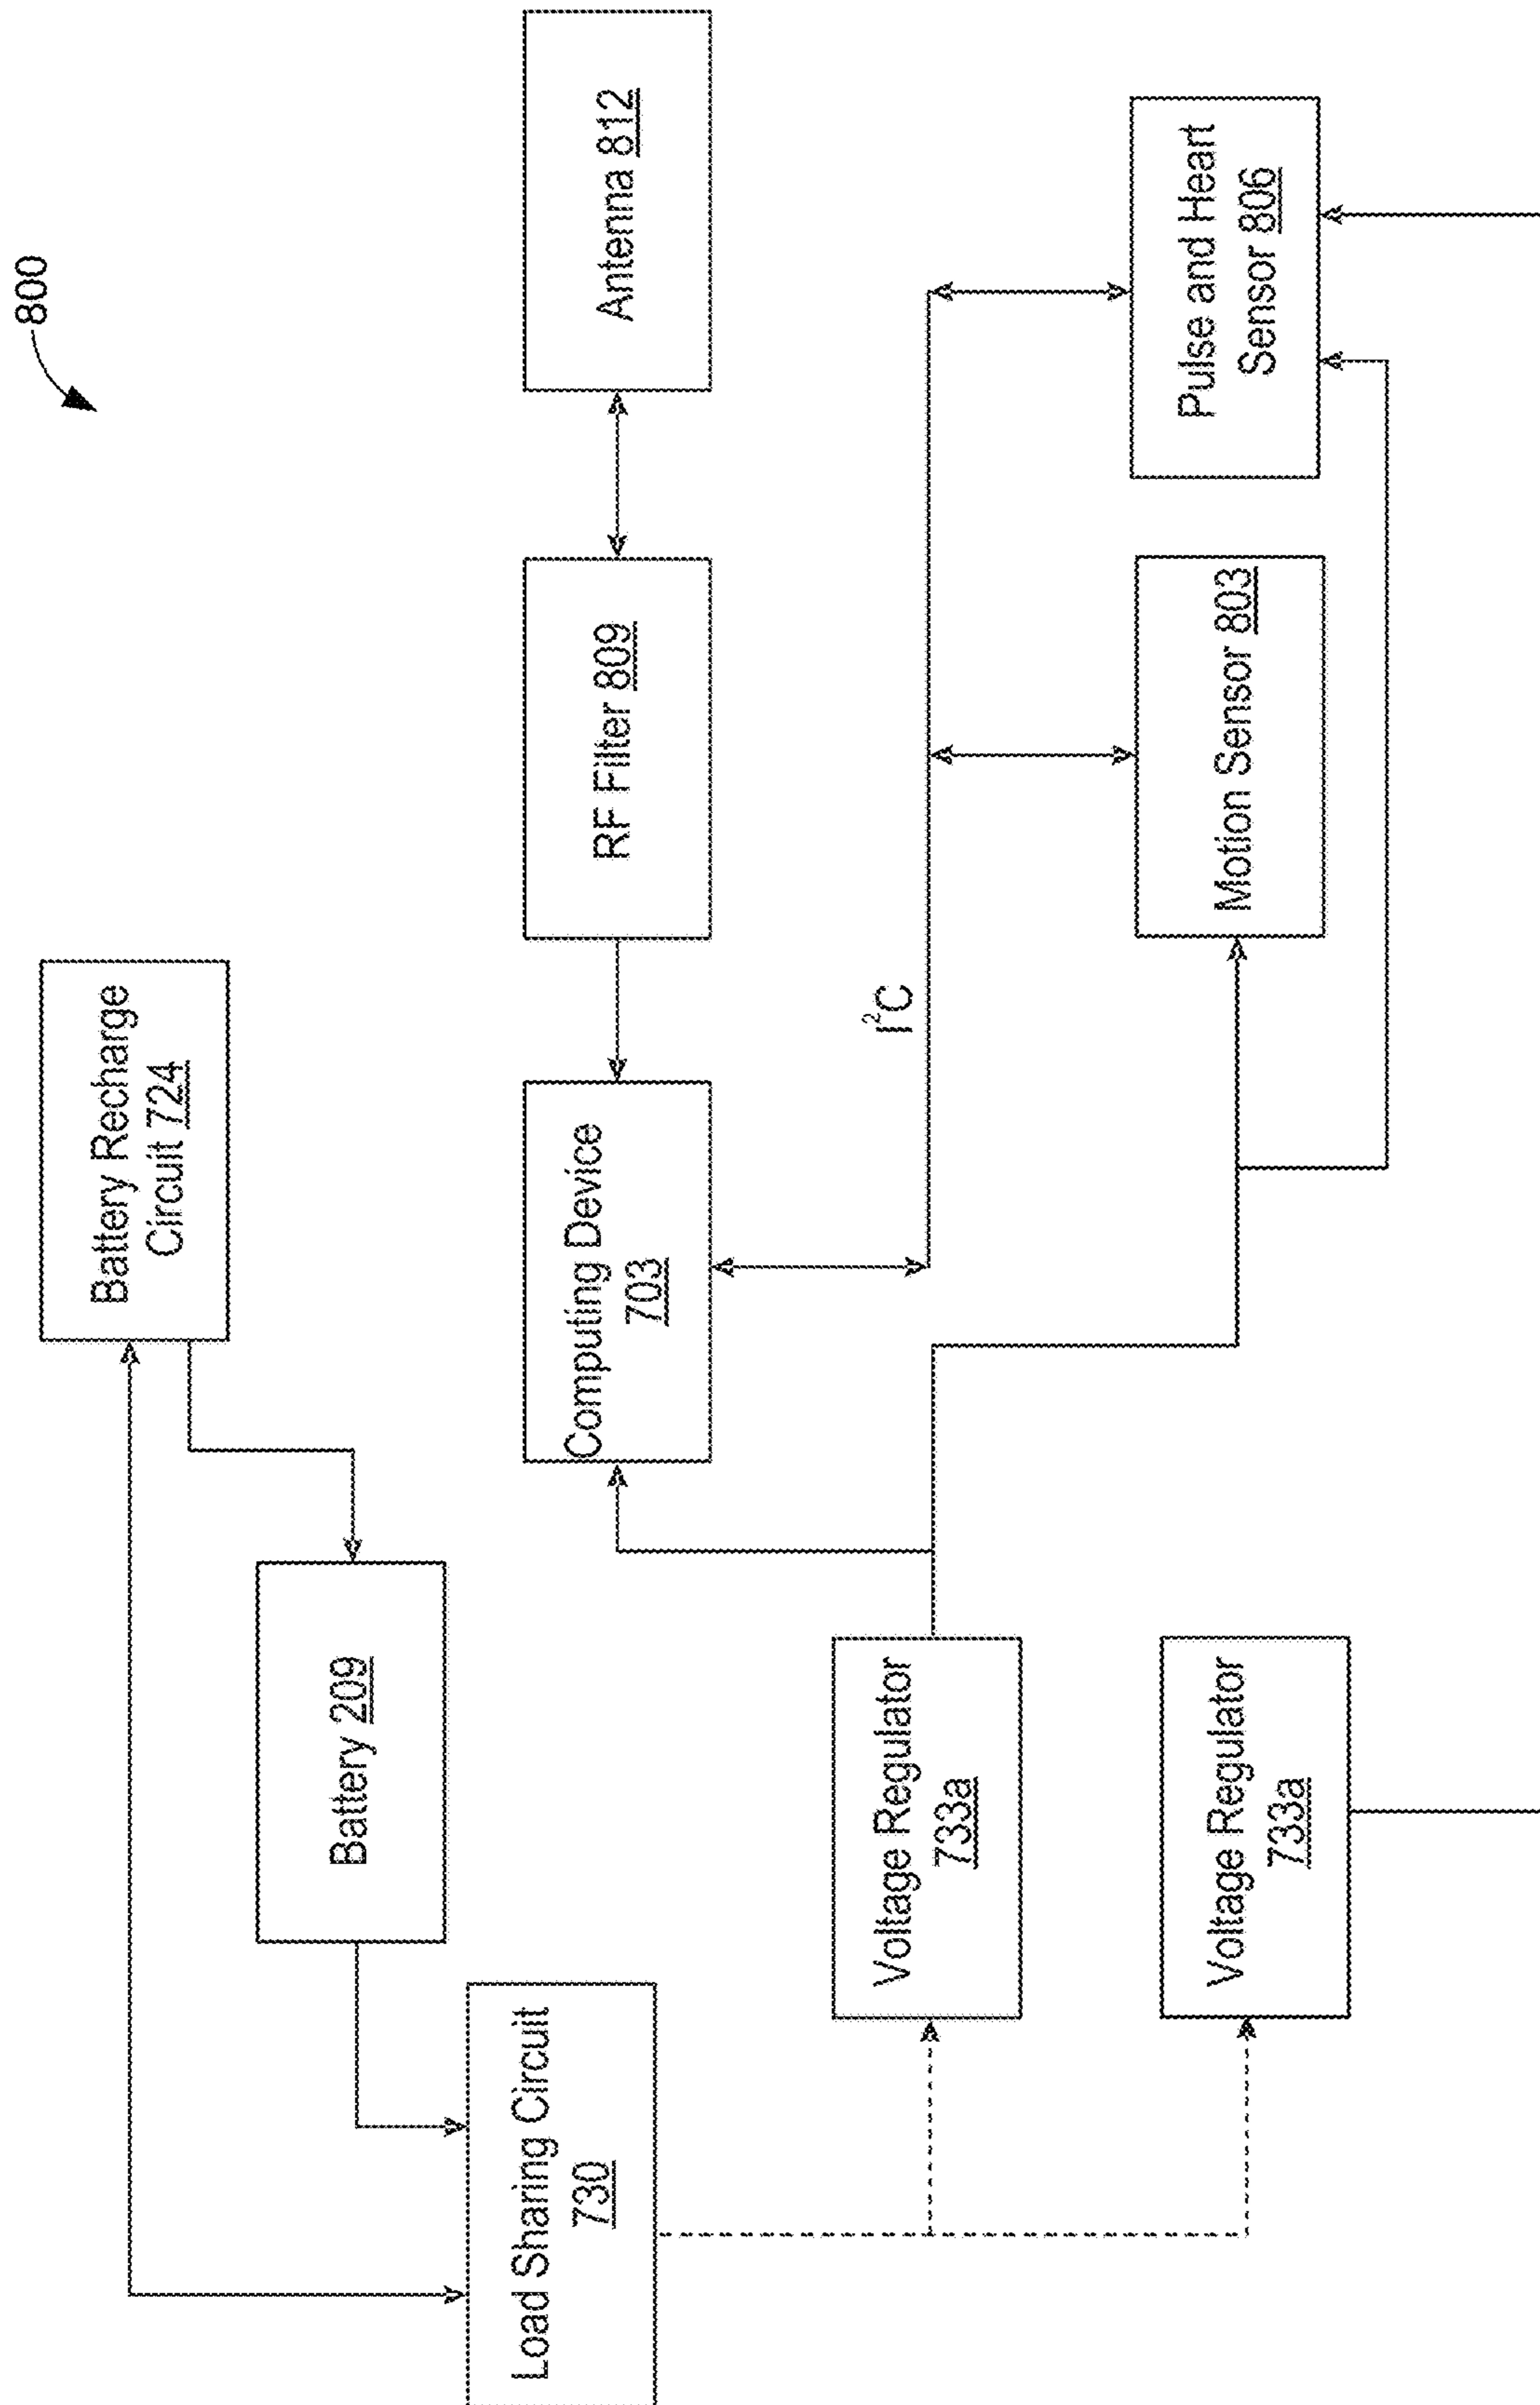 800
Battery Recharge
Circuit 724
Battery 209
Load Sharing Circuit
730
Computing Device
703
RF Filter 809
Antenna 812
I²C
Voltage Regulator
733a
Voltage Regulator
733a
Motion Sensor 803
Pulse and Heart
Sensor 806